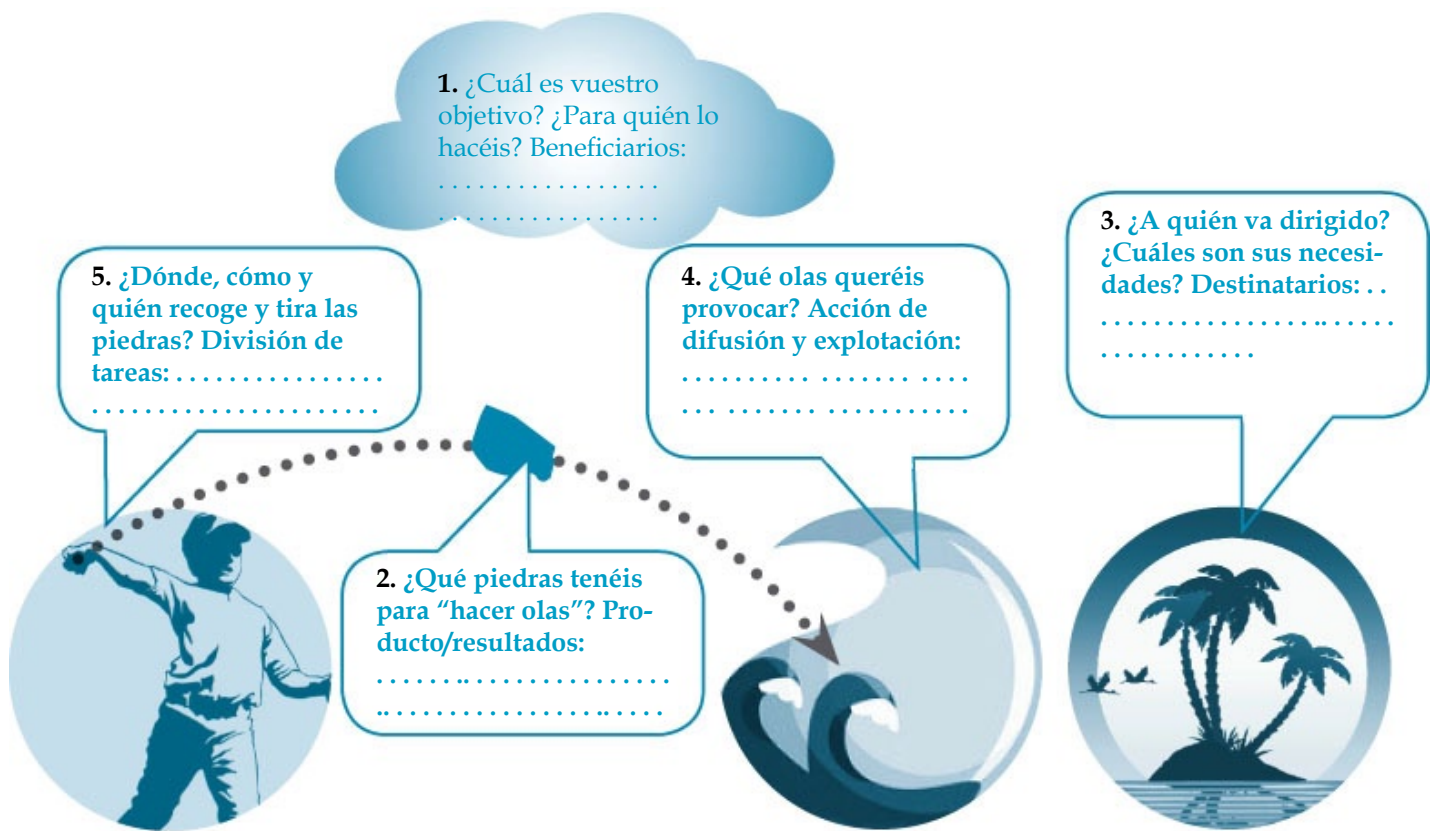 1. ¿Cuál es vuestro
objetivo? ¿Para quién lo
hacéis? Beneficiarios:
. . . . . . . . . . . . . . . . .
. . . . . . . . . . . . . . . . .
5. ¿Dónde, cómo y
quién recoge y tira las
piedras? División de
tareas: . . . . . . . . . . . . . . . .
. . . . . . . . . . . . . . . . . . . . . .
2. ¿Qué piedras tenéis
para “hacer olas”? Pro-
ducto/resultados:
. . . . . . .. . . . . . . . . . . . . . . .
.. . . . . . . . . . . . . . . . .. . . . .
4. ¿Qué olas queréis
provocar? Acción de
difusión y explotación:
. . . . . . . . . . . . . . . . . . . . .
. . . . . . . . . . . . . . . . . . . . .
3. ¿A quién va dirigido?
¿Cuáles son sus necesi-
dades? Destinatarios: . .
. . . . . . . . . . . . . . . . .. . . . . .
. . . . . . . . . . . .